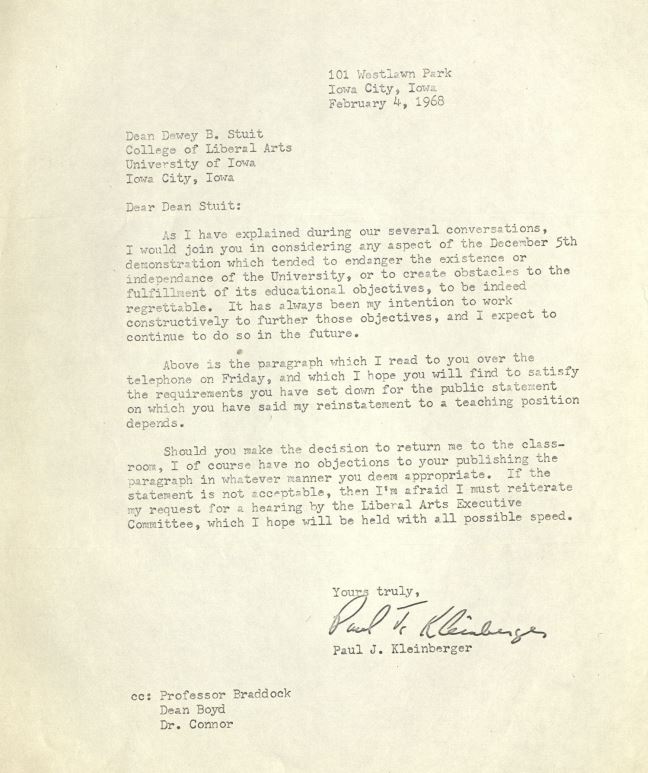 101 Westlawn Park
Iowa City, Iowa
February 4, 1968
Dean Dewey B. Stuit
College of Liberal Arts
University of Iowa
Iowa City, Iowa
Dear Dean Stuit:
As I have explained during our several conversations,
I would join you in considering any aspect of the December 5th
demonstration which tended to endanger the existence or
independance of the University, or to create obstacles to the
fulfillment of its educational objectives, to be indeed
regrettable. It has always been my intention to work
constructively to further those objectives, and I expect to
continue to do so in the future.
Above is the paragraph which I read to you over the
telephone on Friday, and which I hope you will find to satisfy
the requirements you have set down for the public statement
on which you have said my reinstatement to a teaching position
depends.
Should you make the decision to return me to the class-
room, I of course have no objections to your publishing the
paragraph in whatever manner you deem appropriate. If the
statement is not acceptable, then I'm afraid I must reiterate
my request for a hearing by the Liberal Arts Executive
Committee, which I hope will be held with all possible speed.
Yours truly,
Paul J. Kleinberger
Paul J. Kleinberger
cc: Professor Braddock
Dean Boyd
Dr. Connor